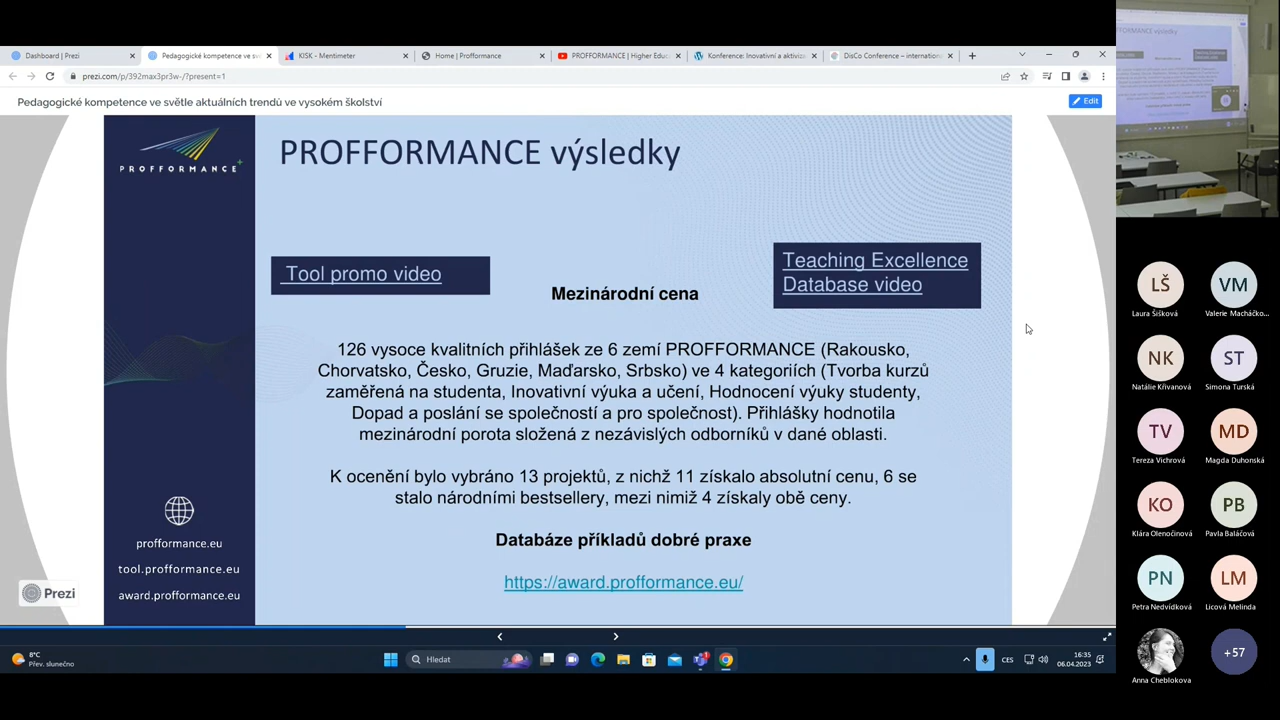 Dashboard | Prezi
Pedagogické kompetence ve svě
KISK - Mentimeter
Home | Profformance
PROFFORMANCE | Higher Educ
Konference: Inovativní a aktiviz
DisCo Conference – internation
prezi.com/p/392max3pr3w-/?present=1
Pedagogické kompetence ve světle aktuálních trendů ve vysokém školství
Edit
PROFFORMANCE+
PROFFORMANCE výsledky
Tool promo video
Teaching Excellence
Database video
Mezinárodní cena
126 vysoce kvalitních přihlášek ze 6 zemí PROFFORMANCE (Rakousko,
Chorvatsko, Česko, Gruzie, Maďarsko, Srbsko) ve 4 kategoriích (Tvorba kurzů
zaměřená na studenta, Inovativní výuka a učení, Hodnocení výuky studenty,
Dopad a poslání se společností a pro společnost). Přihlášky hodnotila
mezinárodní porota složená z nezávislých odborníků v dané oblasti.
K ocenění bylo vybráno 13 projektů, z nichž 11 získalo absolutní cenu, 6 se
stalo národními bestsellery, mezi nimiž 4 získaly obě ceny.
Databáze příkladů dobré praxe
https://award.profformance.eu/
profformance.eu
tool.profformance.eu
award.profformance.eu
Prezi
8°C
Přev. slunečno
Hledat
CES
16:35
06.04.2023
PROFFORMANCE výsledky
LŠ
Laura Šišková
VM
Valerie Macháčko...
NK
Natálie Křivanová
ST
Simona Turská
TV
Tereza Vichrová
MD
Magda Duhonská
KO
Klára Olenočinová
PB
Pavla Baláčová
PN
Petra Nedvídková
LM
Licová Melinda
Anna Cheblokova
+57